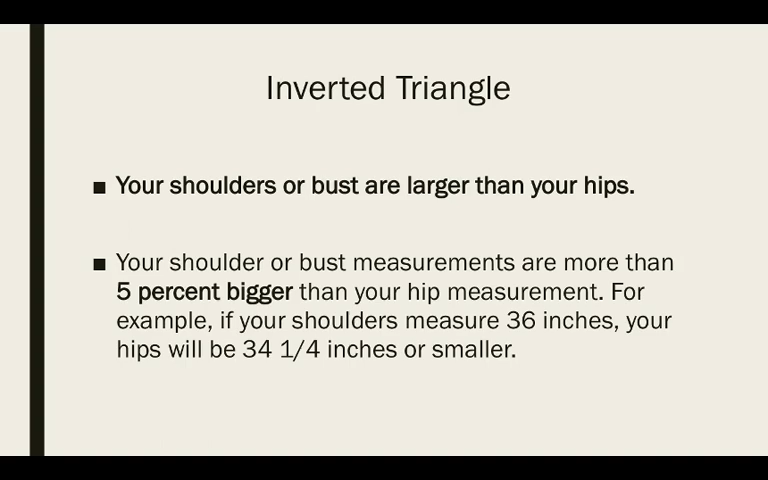 Inverted Triangle
■ Your shoulders or bust are larger than your hips.
■ Your shoulder or bust measurements are more than
5 percent bigger than your hip measurement. For
example, if your shoulders measure 36 inches, your
hips will be 34 1/4 inches or smaller.